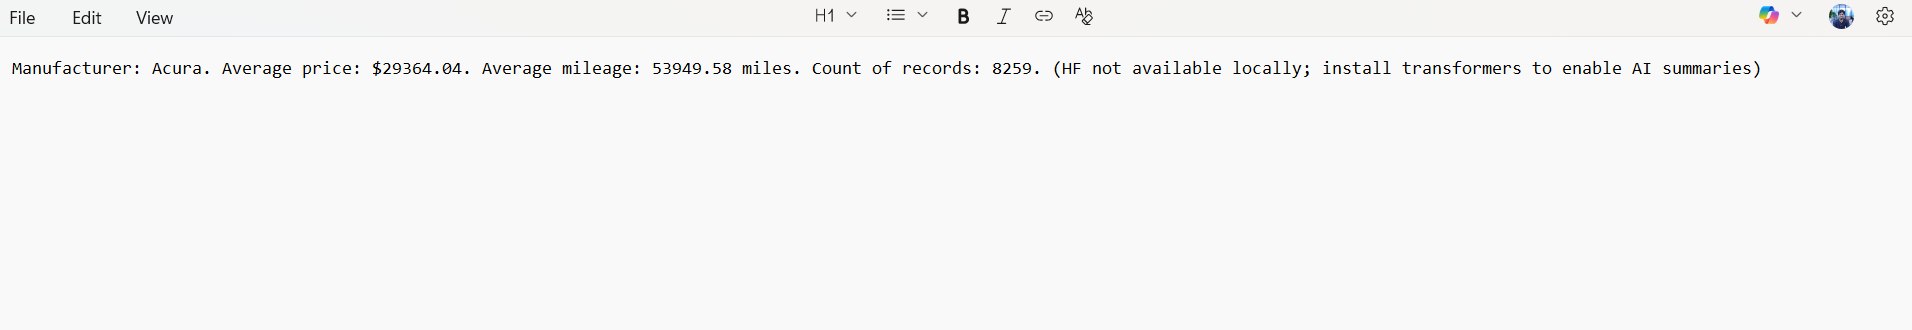 File Edit View H1
Manufacturer: Acura. Average price: $29364.04. Average mileage: 53949.58 miles. Count of records: 8259. (HF not available locally; install transformers to enable AI summaries)